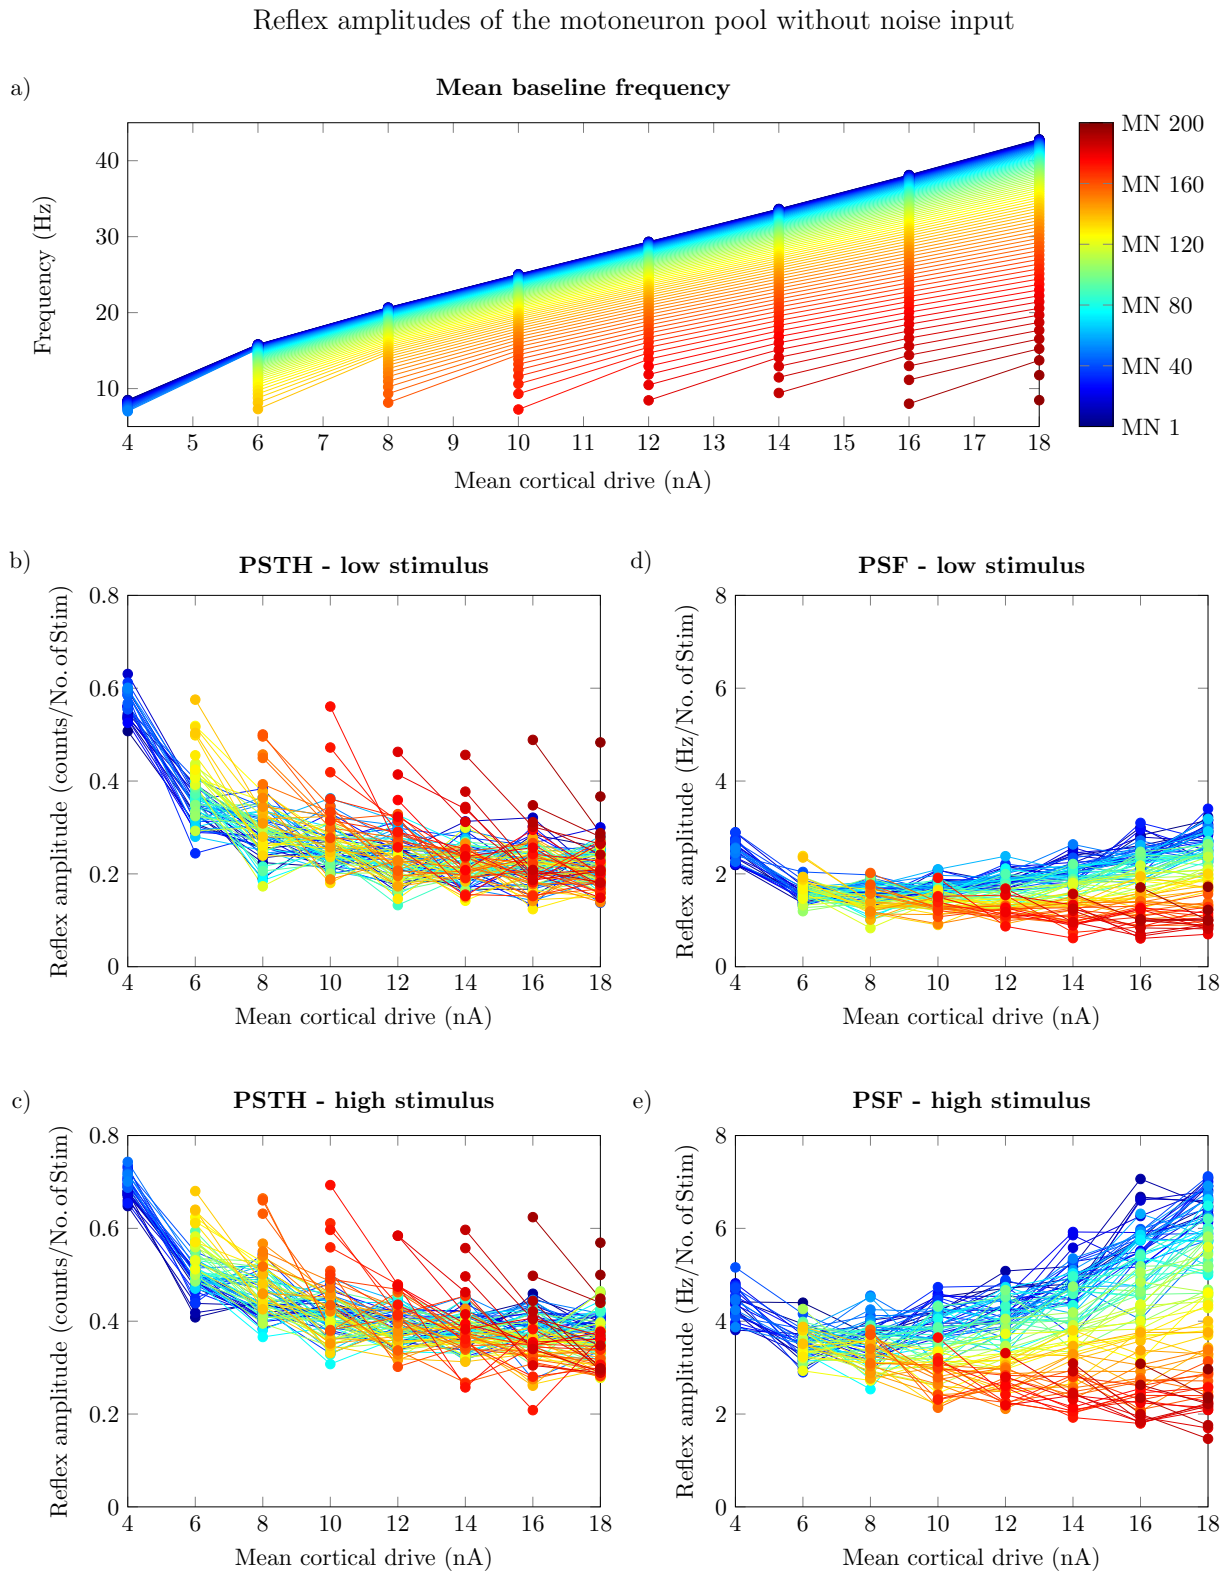 Reflex amplitudes of the motoneuron pool without noise input
a)
Mean baseline frequency
Frequency (Hz)
40
30
20
10
4 5 6 7 8 9 10 11 12 13 14 15 16 17 18
Mean cortical drive (nA)
MN 200
MN 160
MN 120
MN 80
MN 40
MN 1
b)
PSTH - low stimulus
Reflex amplitude (counts/No. of Stim)
0.8
0.6
0.4
0.2
0
4 6 8 10 12 14 16 18
Mean cortical drive (nA)
d)
PSF - low stimulus
Reflex amplitude (Hz/No. of Stim)
8
6
4
2
0
4 6 8 10 12 14 16 18
Mean cortical drive (nA)
c)
PSTH - high stimulus
Reflex amplitude (counts/No. of Stim)
0.8
0.6
0.4
0.2
0
4 6 8 10 12 14 16 18
Mean cortical drive (nA)
e)
PSF - high stimulus
Reflex amplitude (Hz/No. of Stim)
8
6
4
2
0
4 6 8 10 12 14 16 18
Mean cortical drive (nA)